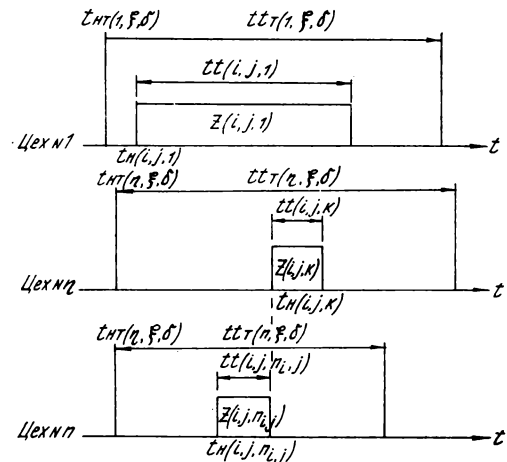 tнт(1,ξ,δ) ttт(1,ξ,δ)
tt(i,j,1)
Z(i,j,1)
Цех N1 t
tн(i,j,1)
tнт(η,ξ,δ) ttт(η,ξ,δ)
tt(i,j,к)
Z(i,j,к)
Цех Nη t
tн(i,j,к)
tнт(η,ξ,δ) ttт(n,ξ,δ)
tt(i,j,ni,j)
Z(i,j,ni,j)
Цех Nn t
tн(i,j,ni,j)